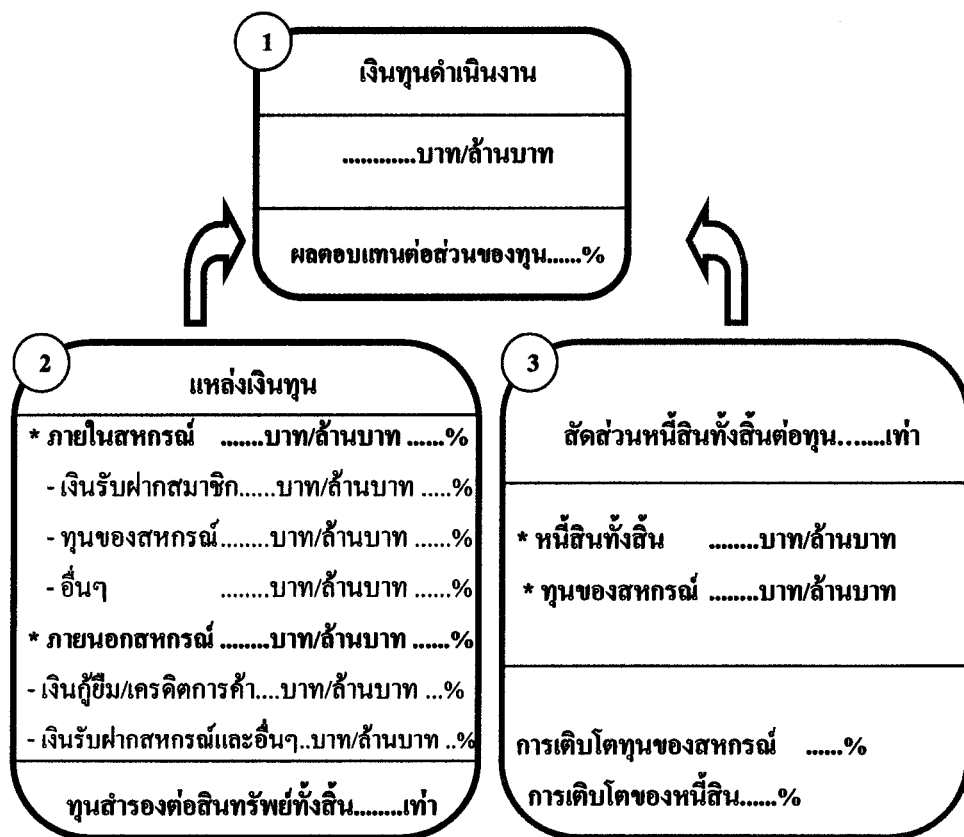 1
เงินทุนดำเนินงาน
............บาท/ล้านบาท
ผลตอบแทนต่อส่วนของทุน......%
2
แหล่งเงินทุน
* ภายในสหกรณ์ ........บาท/ล้านบาท ......%
- เงินรับฝากสมาชิก......บาท/ล้านบาท .....%
- ทุนของสหกรณ์........บาท/ล้านบาท ......%
- อื่นๆ ........บาท/ล้านบาท ......%
* ภายนอกสหกรณ์ ........บาท/ล้านบาท ......%
- เงินกู้ยืม/เครดิตการค้า....บาท/ล้านบาท ...%
- เงินรับฝากสหกรณ์และอื่นๆ..บาท/ล้านบาท ..%
ทุนสำรองต่อสินทรัพย์ทั้งสิ้น........เท่า
3
สัดส่วนหนี้สินทั้งสิ้นต่อทุน........เท่า
* หนี้สินทั้งสิ้น ........บาท/ล้านบาท
* ทุนของสหกรณ์ ........บาท/ล้านบาท
การเติบโตทุนของสหกรณ์ ......%
การเติบโตของหนี้สิน......%